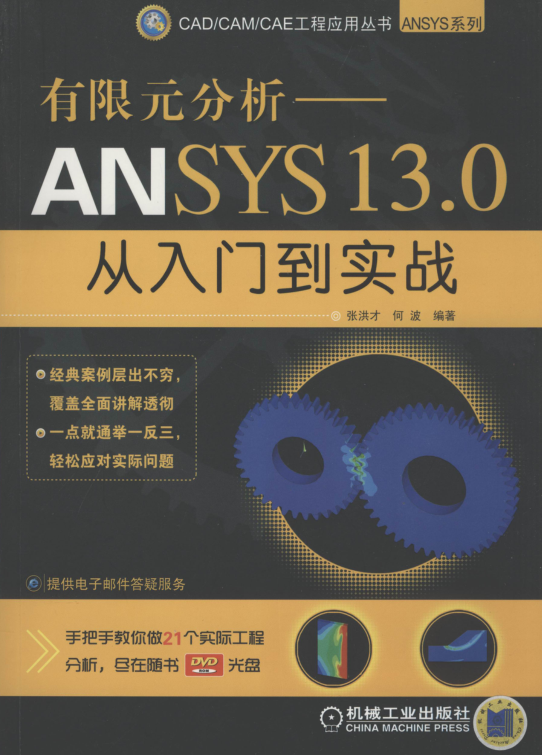 CAD/CAM/CAE工程应用丛书 ANSYS系列
有限元分析——
ANSYS 13.0
从入门到实战
张洪才 何 波 编著
经典案例层出不穷，
覆盖全面讲解透彻
一点就通举一反三，
轻松应对实际问题
提供电子邮件答疑服务
手把手教你做21个实际工程
分析，尽在随书 DVD 光盘
机械工业出版社
CHINA MACHINE PRESS